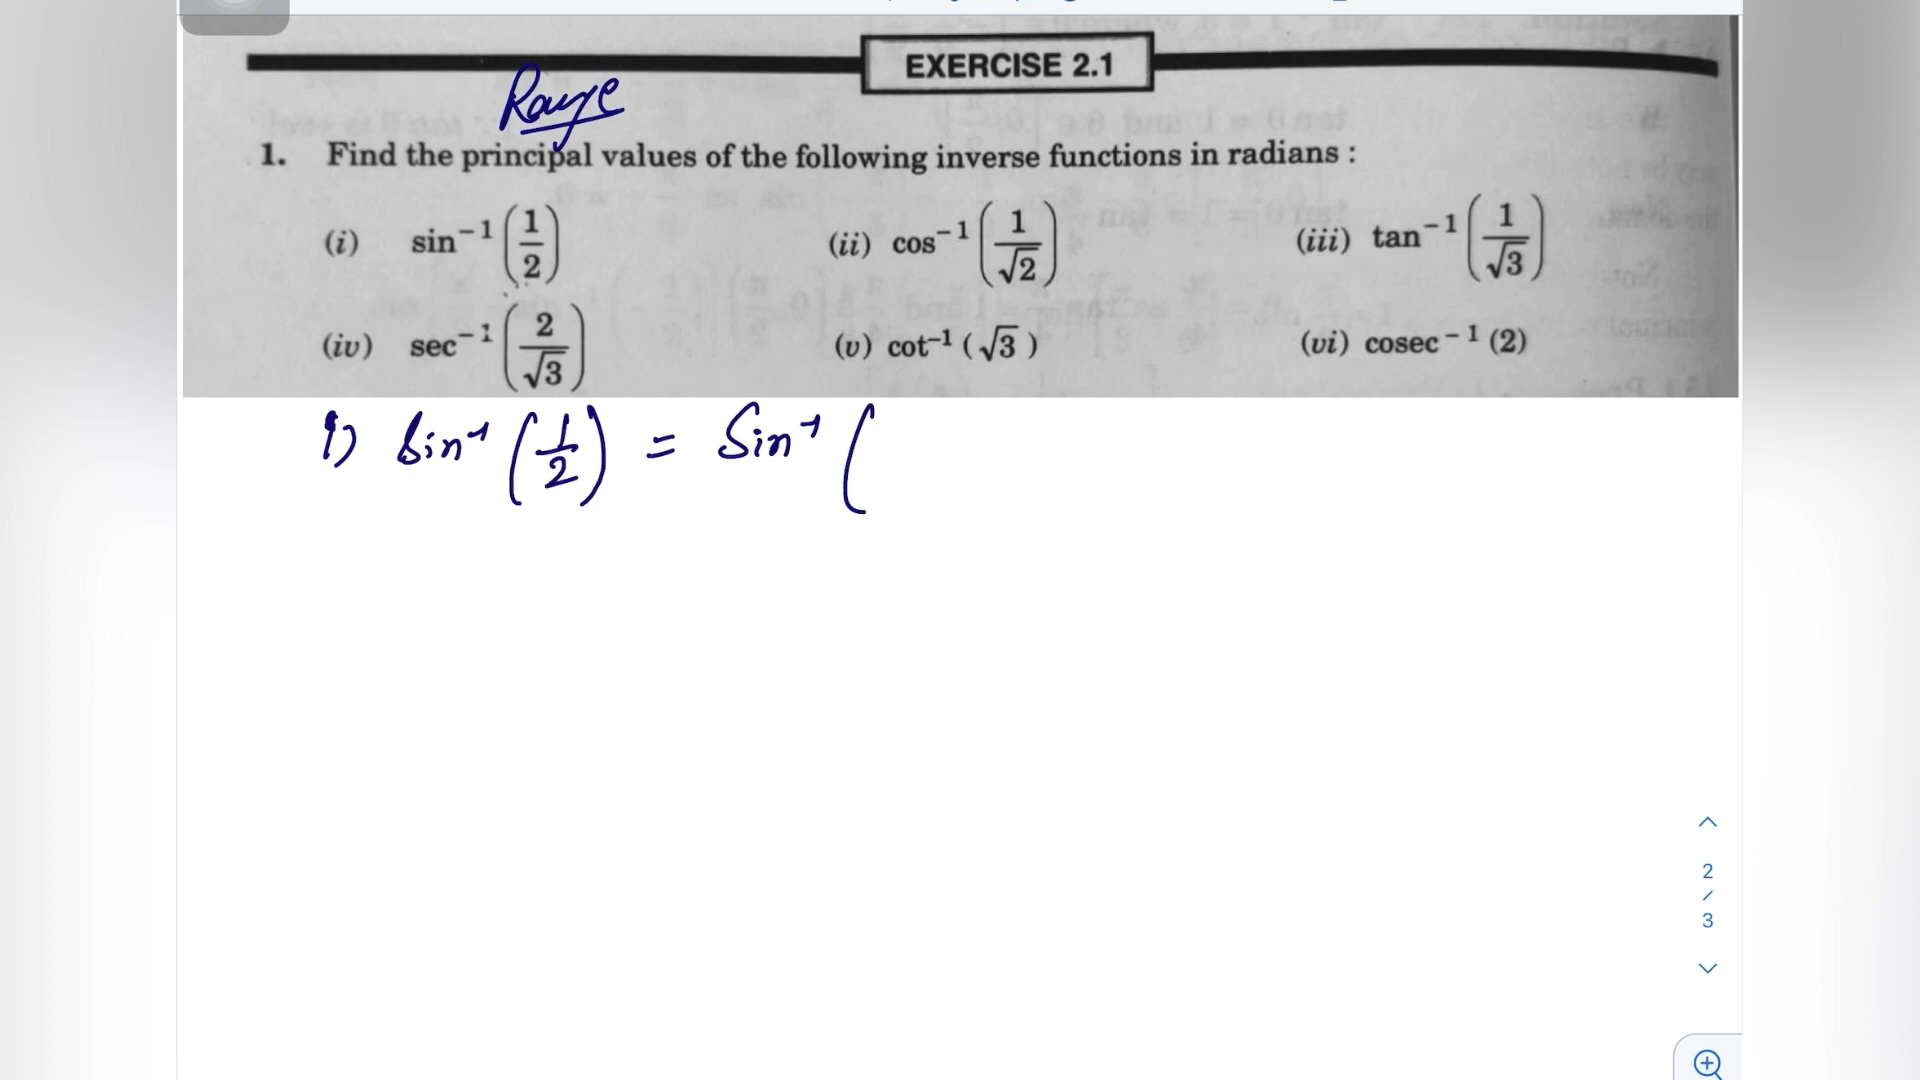 EXERCISE 2.1
Range
1. Find the principal values of the following inverse functions in radians :
(i) sin⁻¹(1/2) (ii) cos⁻¹(1/√2) (iii) tan⁻¹(1/√3)
(iv) sec⁻¹(2/√3) (v) cot⁻¹(√3) (vi) cosec⁻¹(2)
i) Sin⁻¹(1/2) = Sin⁻¹(
2
/
3